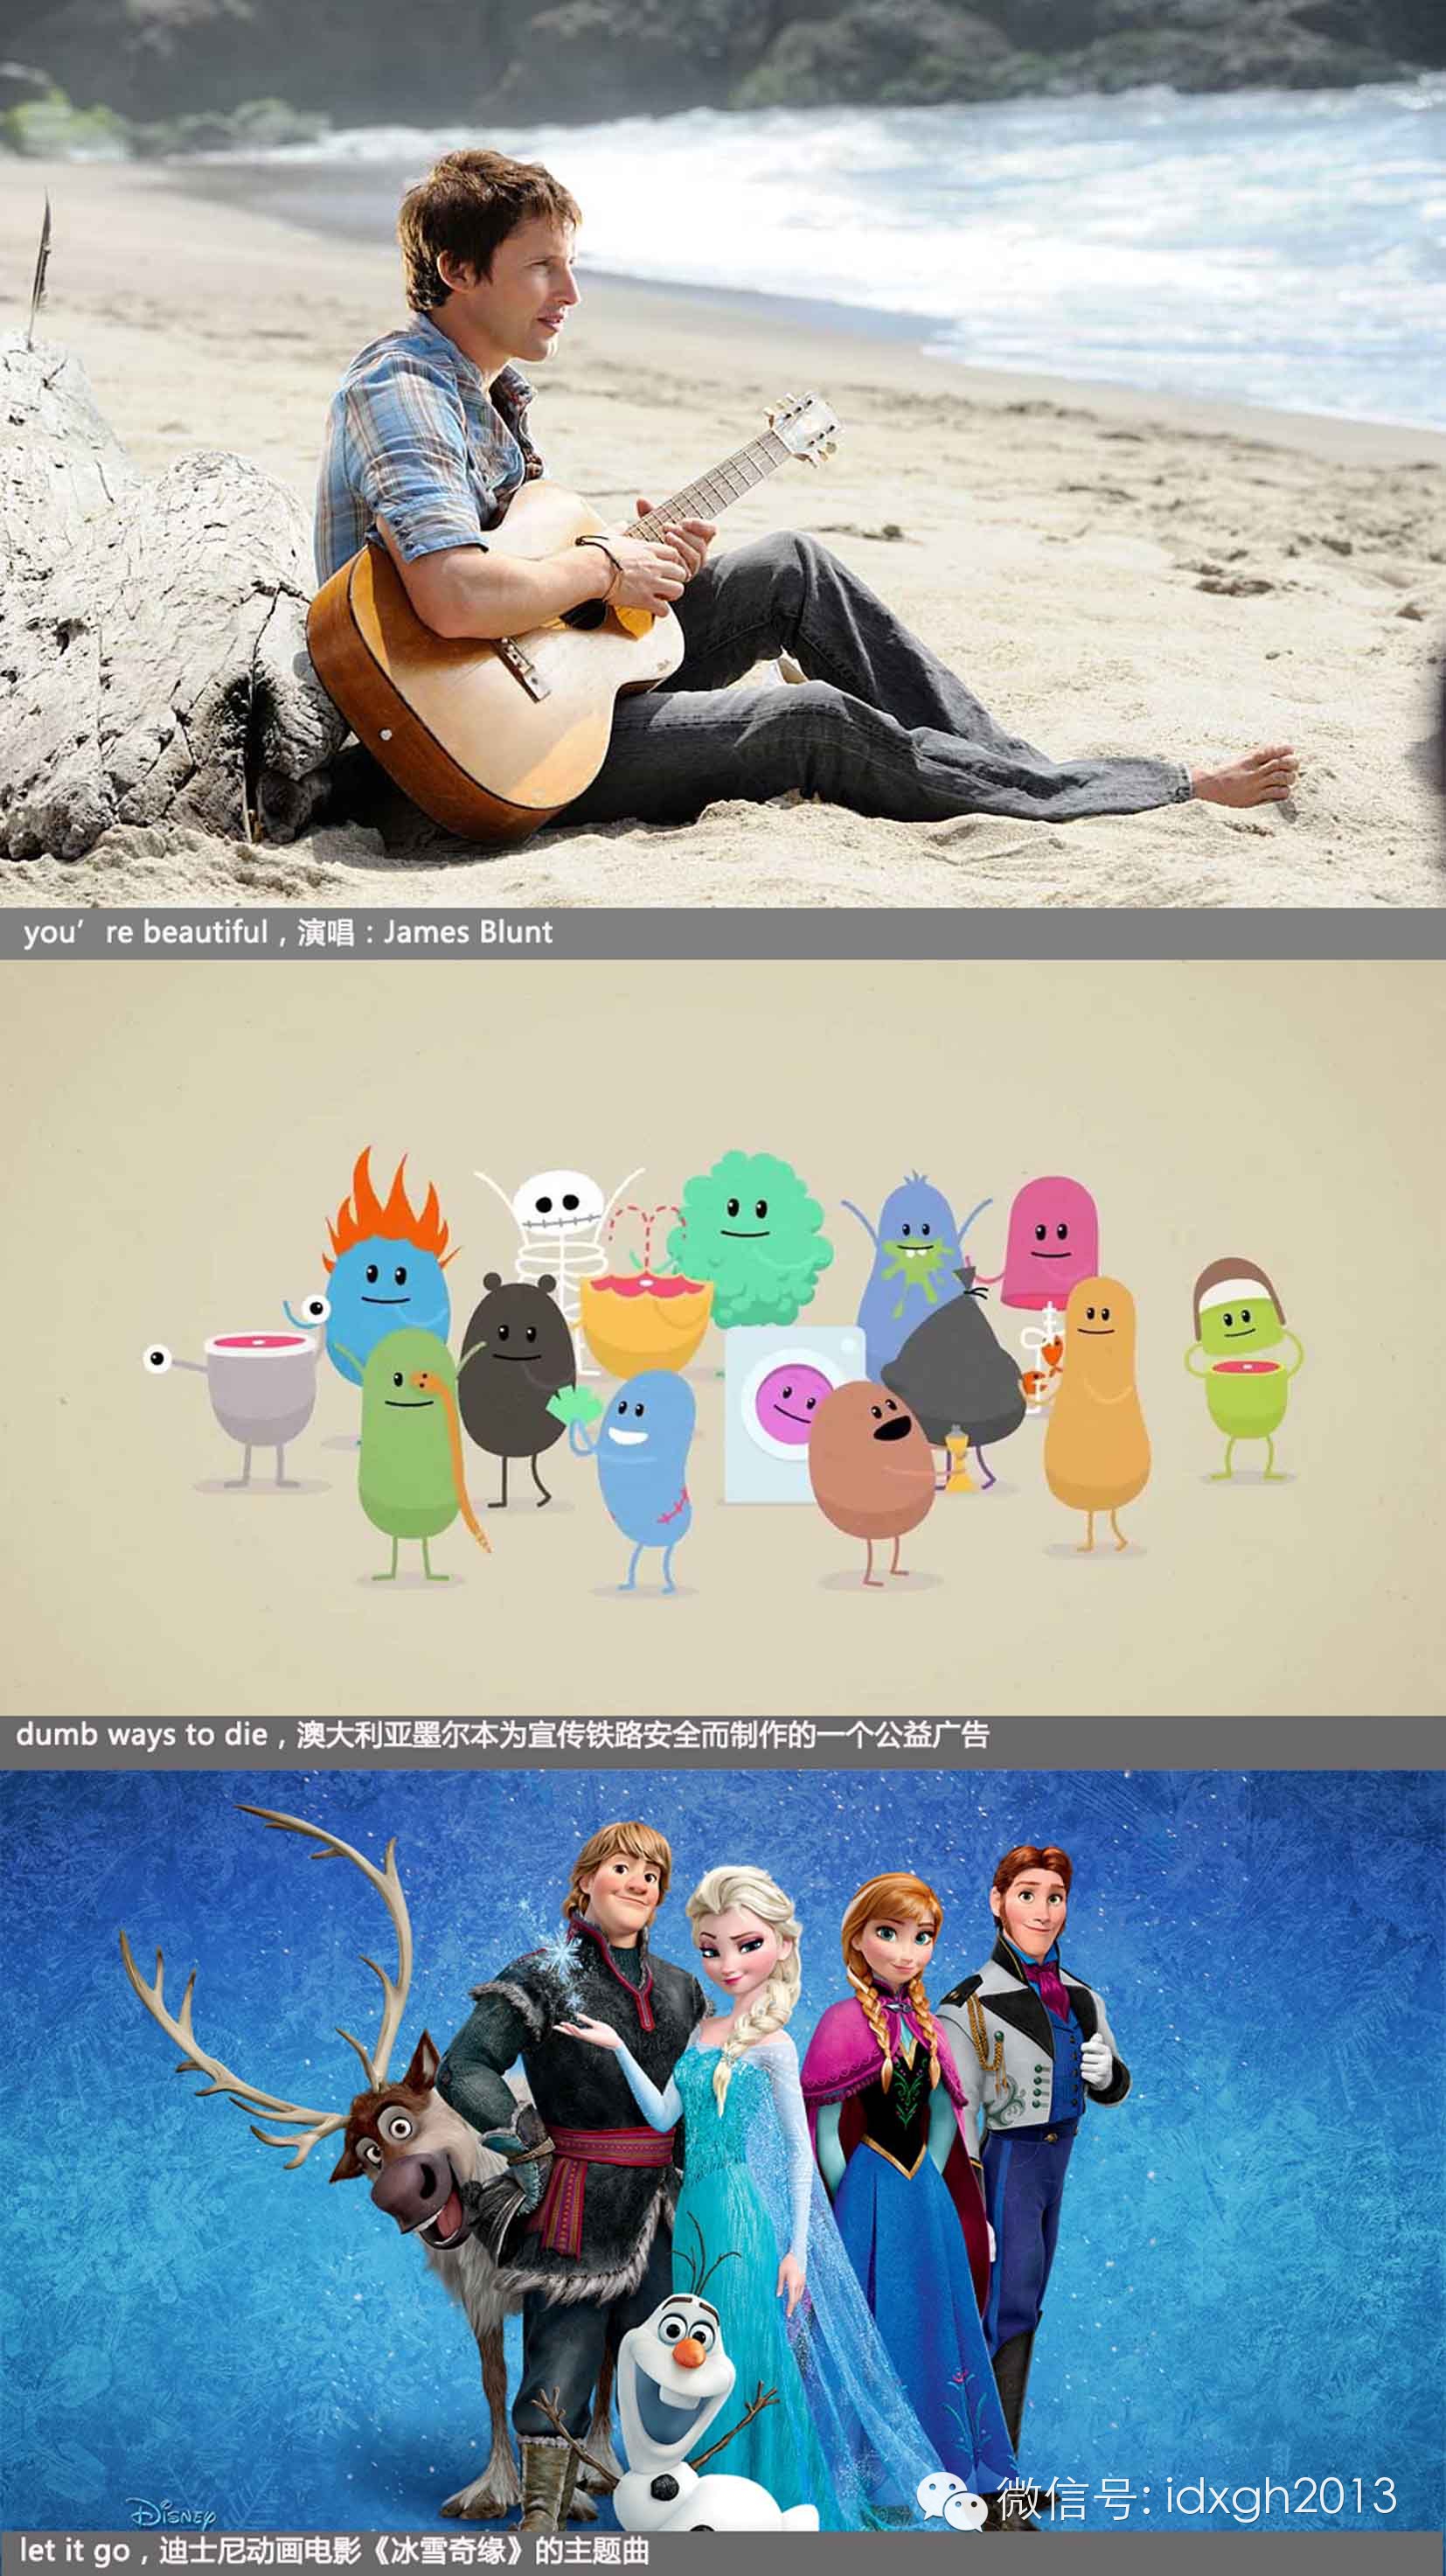 you’re beautiful，演唱：James Blunt
dumb ways to die，澳大利亚墨尔本为宣传铁路安全而制作的一个公益广告
DISNEY
微信号: idxgh2013
let it go，迪士尼动画电影《冰雪奇缘》的主题曲